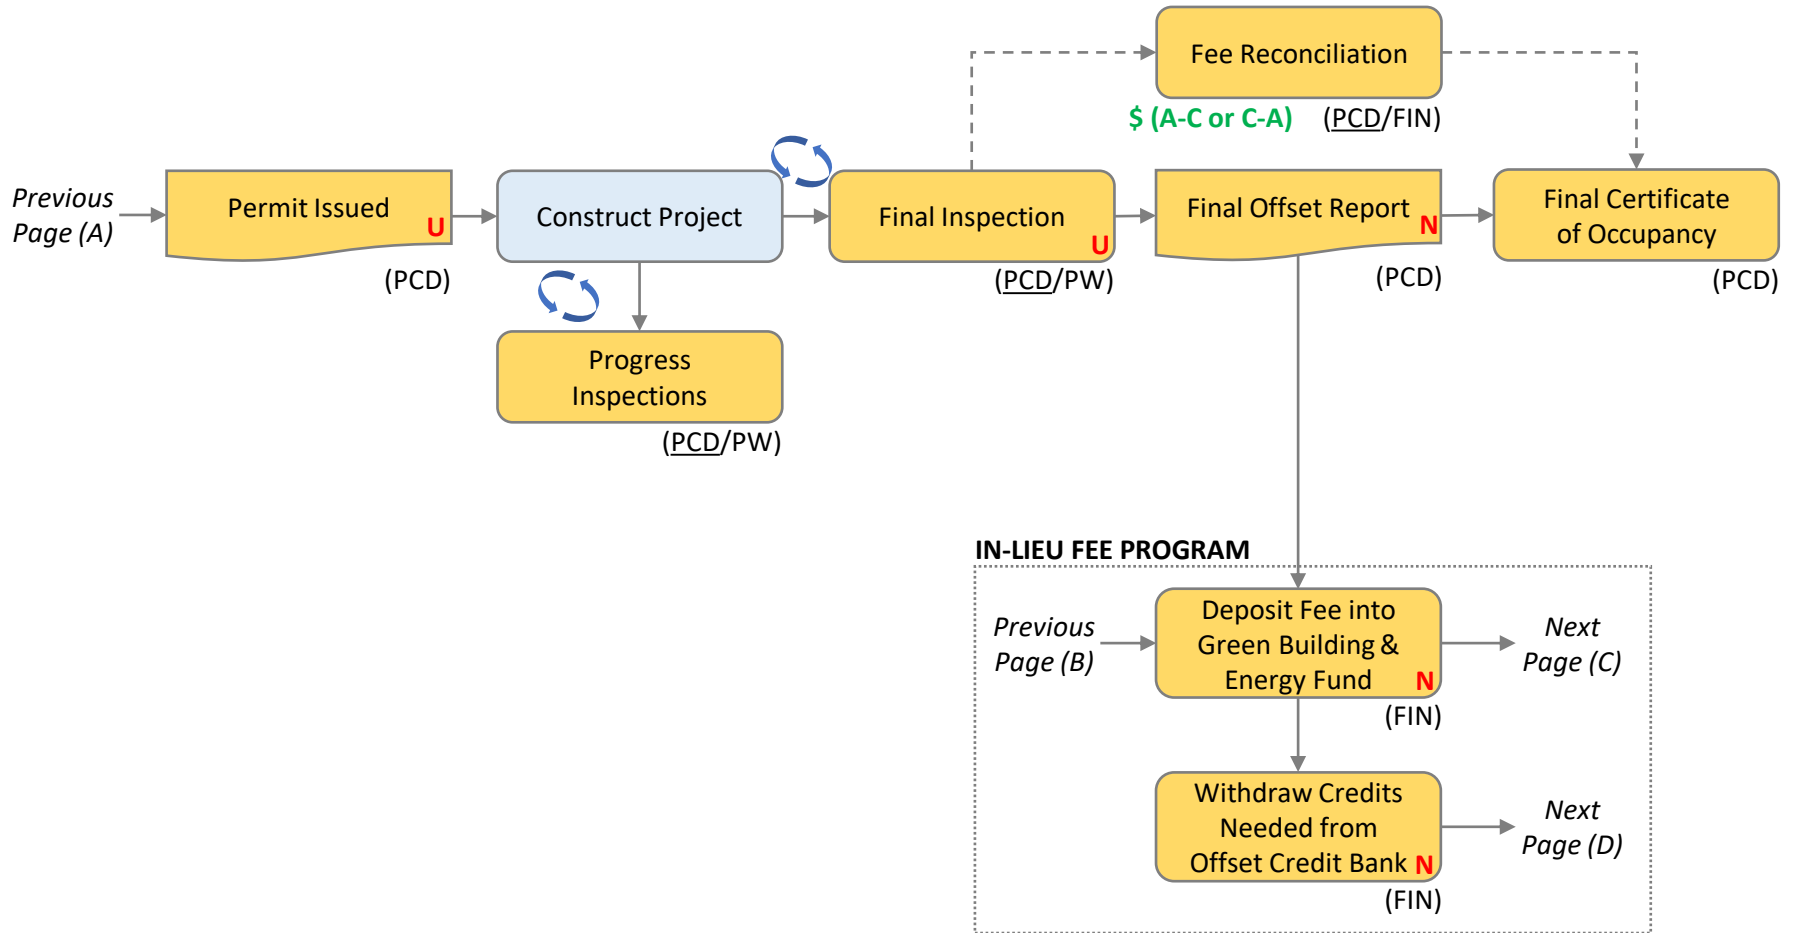 Fee Reconciliation
$ (A-C or C-A)
(PCD/FIN)
Previous
Page (A)
Permit Issued
U
(PCD)
Construct Project
Final Inspection
U
(PCD/PW)
Final Offset Report
N
(PCD)
Final Certificate
of Occupancy
(PCD)
Progress
Inspections
(PCD/PW)
IN-LIEU FEE PROGRAM
Previous
Page (B)
Deposit Fee into
Green Building &
Energy Fund
N
(FIN)
Next
Page (C)
Withdraw Credits
Needed from
Offset Credit Bank
N
(FIN)
Next
Page (D)